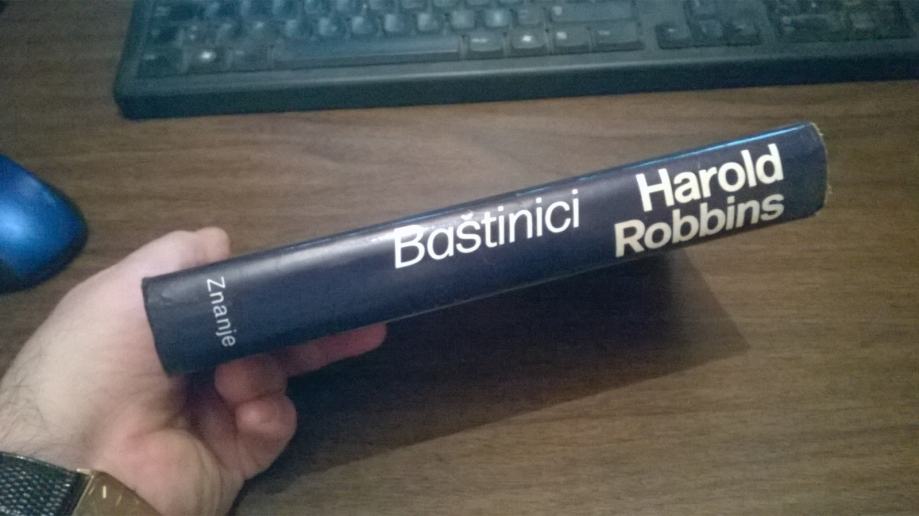 Znanje
Baštinici
Harold
Robbins